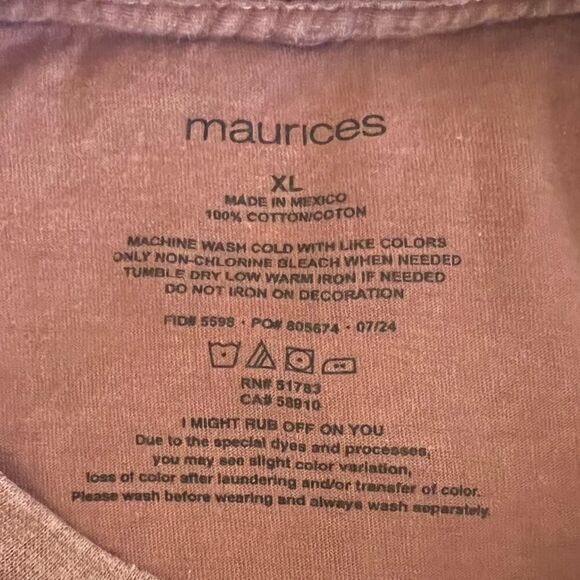 maurices
XL
MADE IN MEXICO
100% COTTON/COTON
MACHINE WASH COLD WITH LIKE COLORS
ONLY NON-CHLORINE BLEACH WHEN NEEDED
TUMBLE DRY LOW WARM IRON IF NEEDED
DO NOT IRON ON DECORATION
FID# 5598 · PO# 805674 · 07/24
RN# 51783
CA# 58910
I MIGHT RUB OFF ON YOU
Due to the special dyes and processes,
you may see slight color variation,
loss of color after laundering and/or transfer of color.
Please wash before wearing and always wash separately.